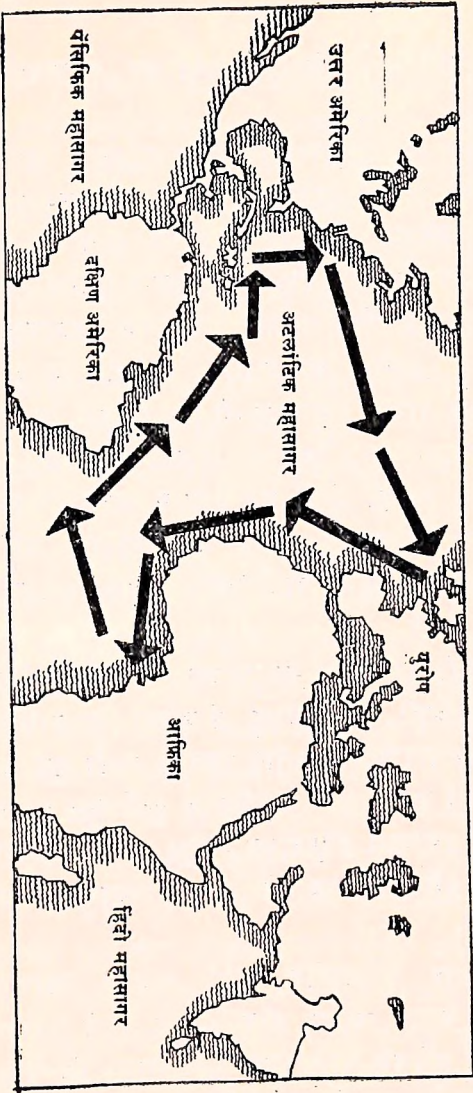 उत्तर अमेरिका
युरोप
अटलांटिक महासागर
पॅसिफिक महासागर
दक्षिण अमेरिका
आफ्रिका
हिंदी महासागर